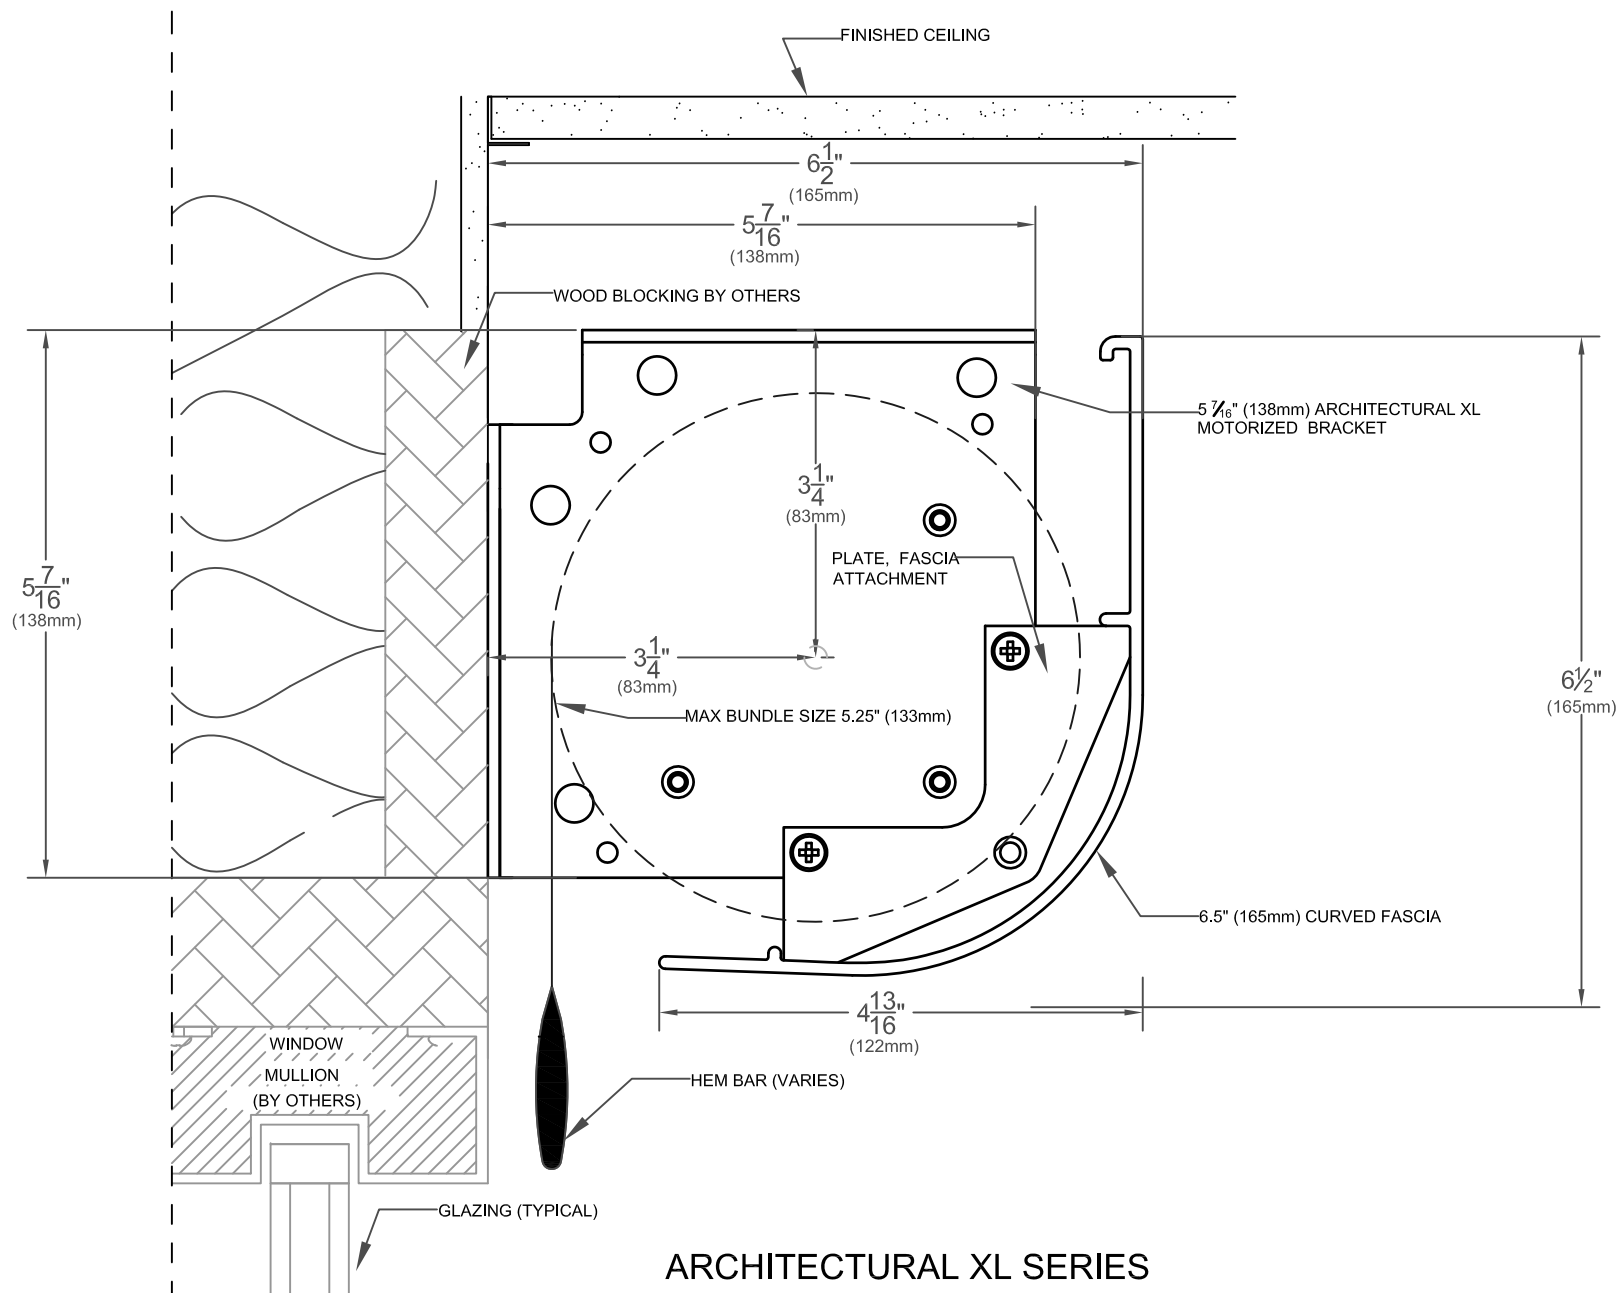 FINISHED CEILING
6 1/2"
(165mm)
5 7/16"
(138mm)
WOOD BLOCKING BY OTHERS
5 7/16" (138mm) ARCHITECTURAL XL
MOTORIZED BRACKET
3 1/4"
(83mm)
PLATE, FASCIA
ATTACHMENT
5 7/16"
(138mm)
3 1/4"
(83mm)
6 1/2"
(165mm)
MAX BUNDLE SIZE 5.25" (133mm)
6.5" (165mm) CURVED FASCIA
4 13/16"
(122mm)
WINDOW
MULLION
(BY OTHERS)
HEM BAR (VARIES)
GLAZING (TYPICAL)
ARCHITECTURAL XL SERIES